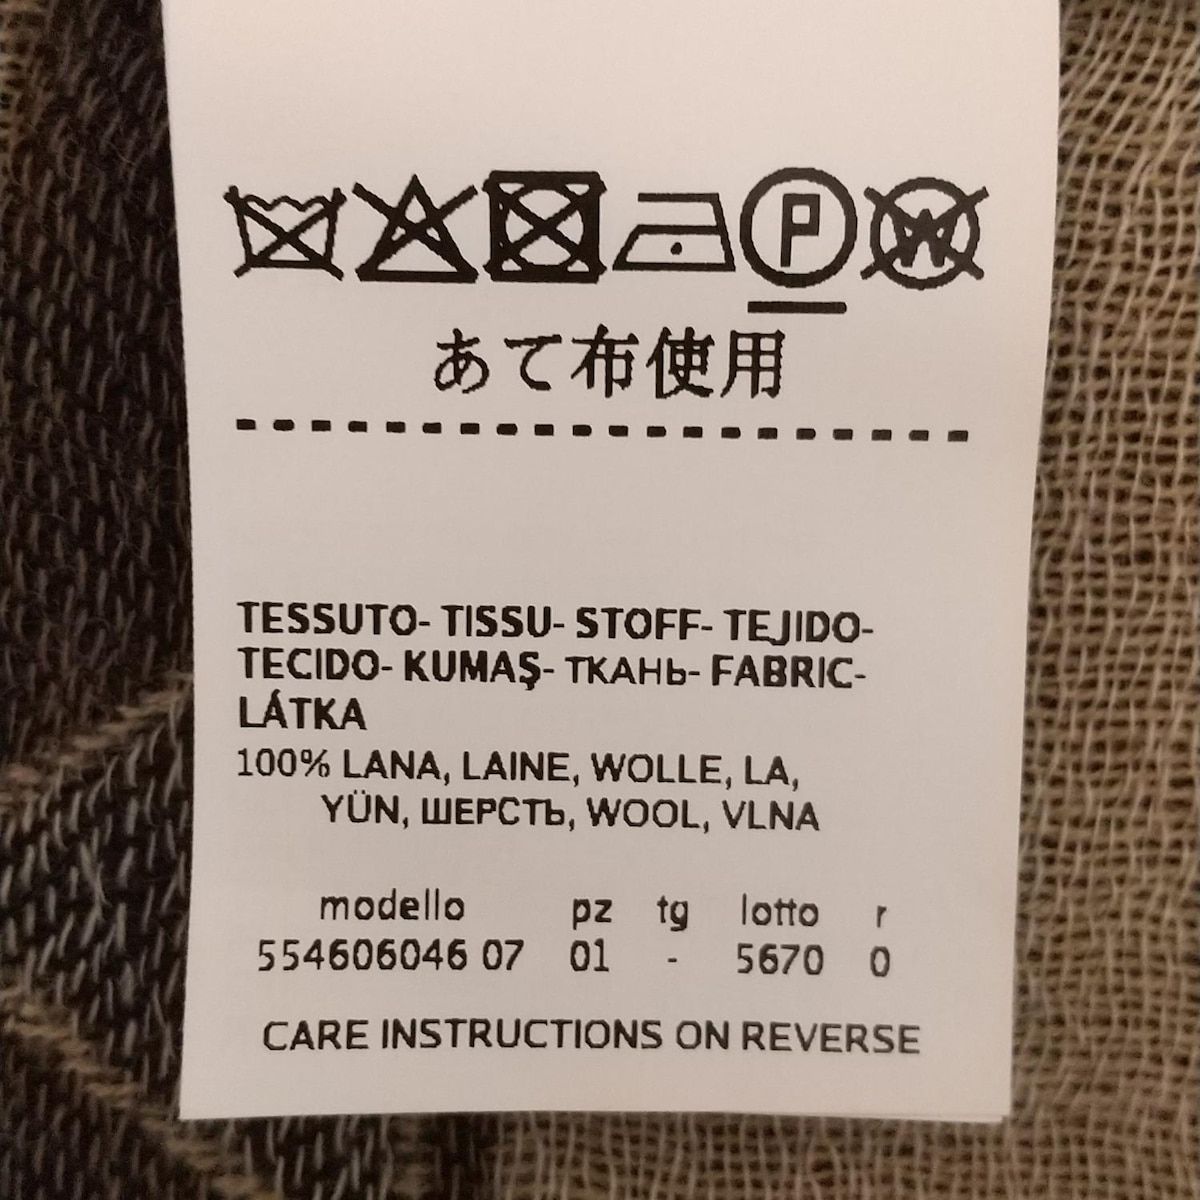 P W
あて布使用
TESSUTO- TISSU- STOFF- TEJIDO-
TECIDO- KUMAŞ- ТКАНЬ- FABRIC-
LÁTKA
100% LANA, LAINE, WOLLE, LA,
YÜN, ШЕРСТЬ, WOOL, VLNA
modello pz tg lotto r
554606046 07 01 - 5670 0
CARE INSTRUCTIONS ON REVERSE